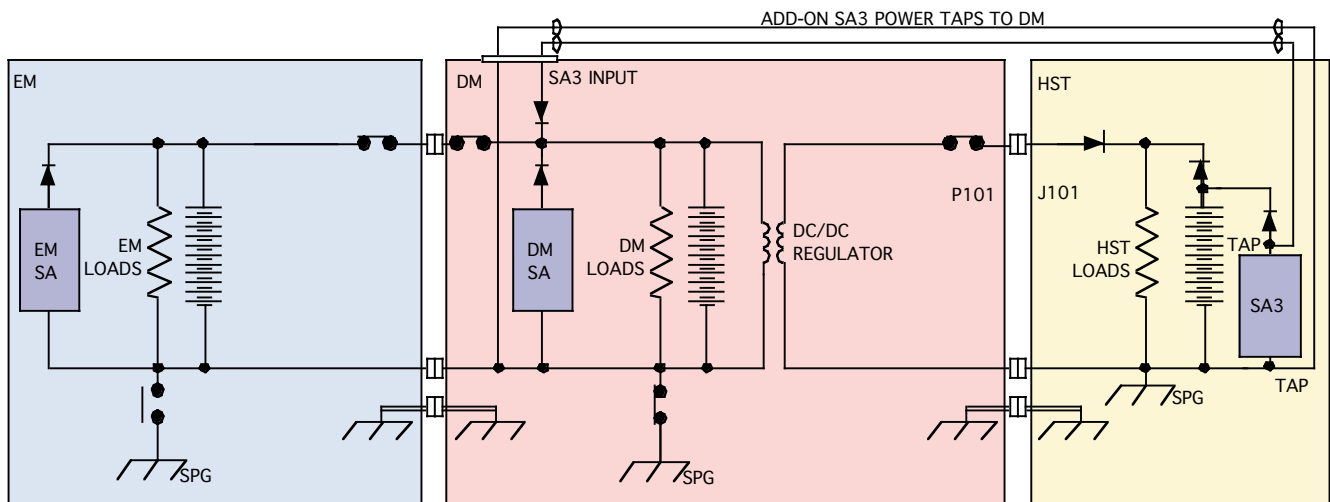 ADD-ON SA3 POWER TAPS TO DM
EM
DM
SA3 INPUT
HST
P101
J101
EM
SA
EM
LOADS
DM
SA
DM
LOADS
DC/DC
REGULATOR
HST
LOADS
TAP
SA3
TAP
SPG
SPG
SPG